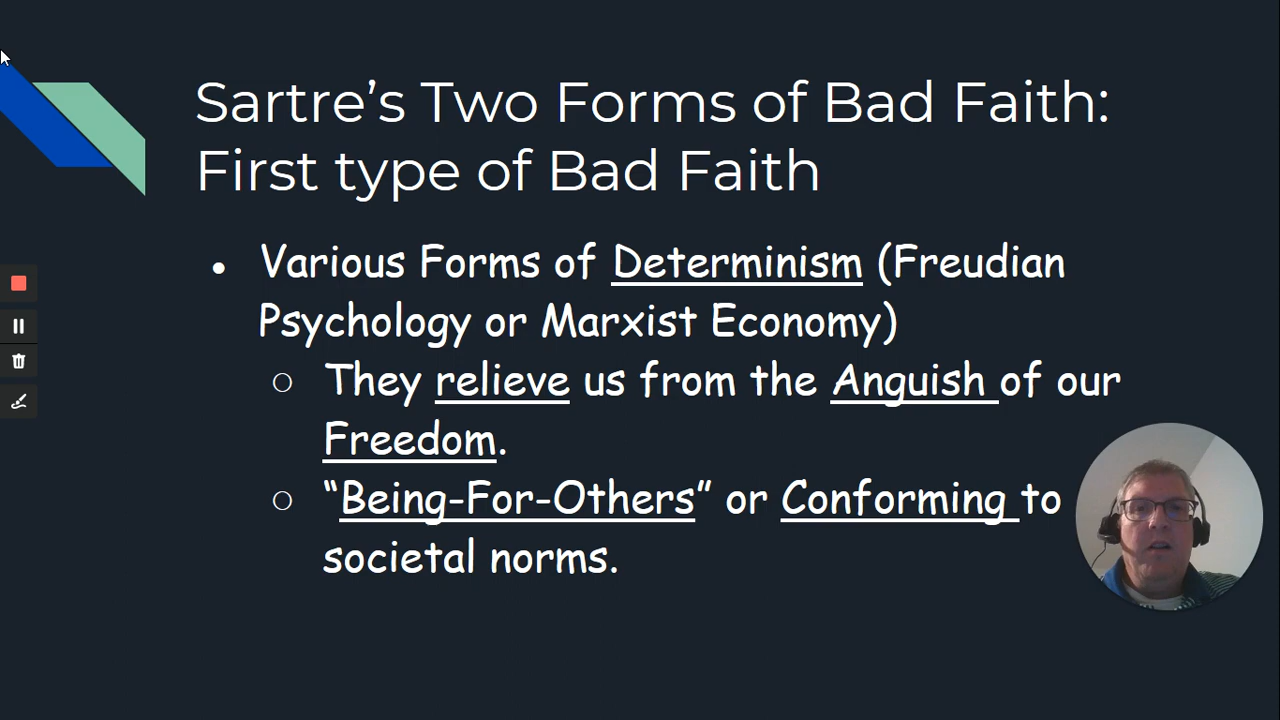 Sartre’s Two Forms of Bad Faith:
First type of Bad Faith
● Various Forms of Determinism (Freudian
Psychology or Marxist Economy)
○ They relieve us from the Anguish of our
Freedom.
○ “Being-For-Others” or Conforming to
societal norms.